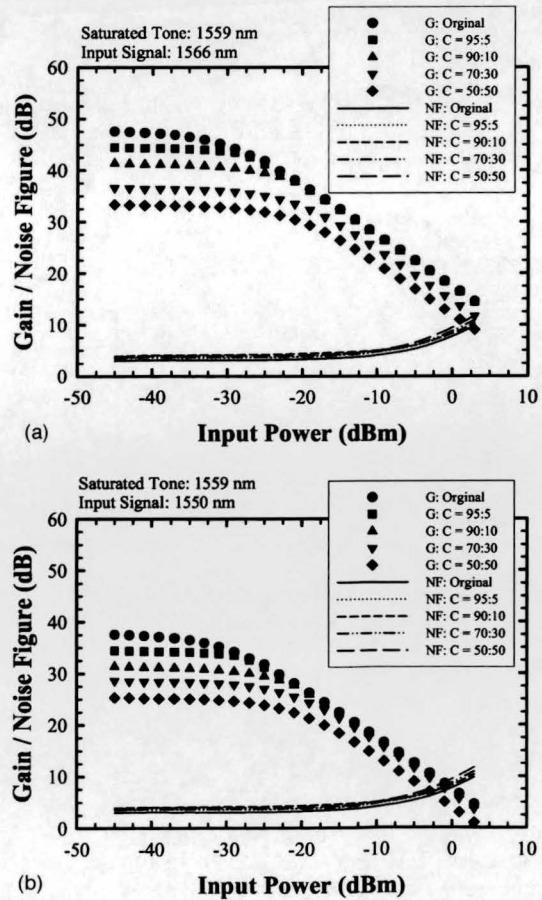 Saturated Tone: 1559 nm
Input Signal: 1566 nm
G: Orginal
G: C = 95:5
G: C = 90:10
G: C = 70:30
G: C = 50:50
NF: Orginal
NF: C = 95:5
NF: C = 90:10
NF: C = 70:30
NF: C = 50:50
Gain / Noise Figure (dB)
60
50
40
30
20
10
0
-50 -40 -30 -20 -10 0 10
(a)
Input Power (dBm)
Saturated Tone: 1559 nm
Input Signal: 1550 nm
G: Orginal
G: C = 95:5
G: C = 90:10
G: C = 70:30
G: C = 50:50
NF: Orginal
NF: C = 95:5
NF: C = 90:10
NF: C = 70:30
NF: C = 50:50
Gain / Noise Figure (dB)
60
50
40
30
20
10
0
-50 -40 -30 -20 -10 0 10
(b)
Input Power (dBm)